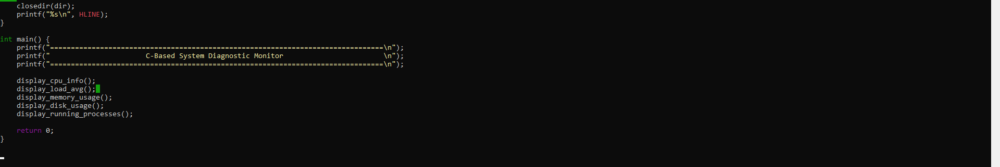 closedir(dir);
    printf("%s\n", HLINE);
}

int main() {
    printf("================================================================================\n");
    printf("                       C-Based System Diagnostic Monitor                        \n");
    printf("================================================================================\n");

    display_cpu_info();
    display_load_avg();
    display_memory_usage();
    display_disk_usage();
    display_running_processes();

    return 0;
}